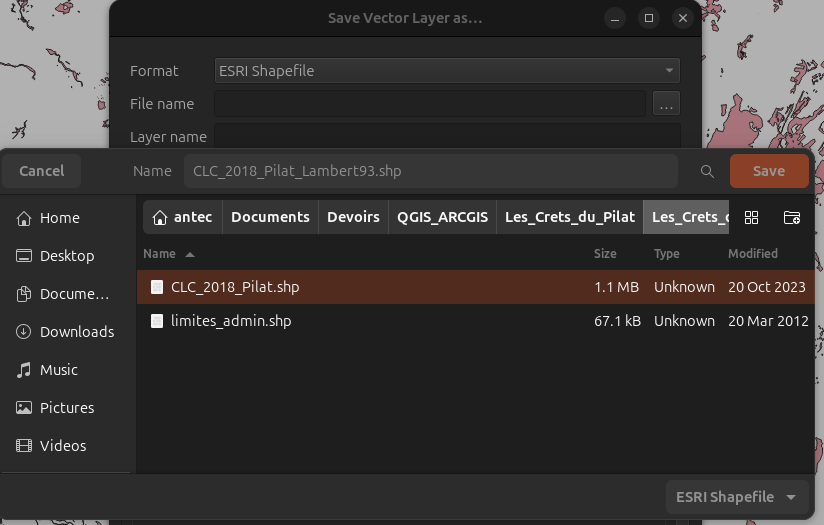 Save Vector Layer as…
Format ESRI Shapefile
File name ...
Layer name
Cancel Name CLC_2018_Pilat_Lambert93.shp Save
Home antec Documents Devoirs QGIS_ARCGIS Les_Crets_du_Pilat Les_Crets_
Desktop Name Size Type Modified
Docume… CLC_2018_Pilat.shp 1.1 MB Unknown 20 Oct 2023
Downloads limites_admin.shp 67.1 kB Unknown 20 Mar 2012
Music
Pictures
Videos
ESRI Shapefile